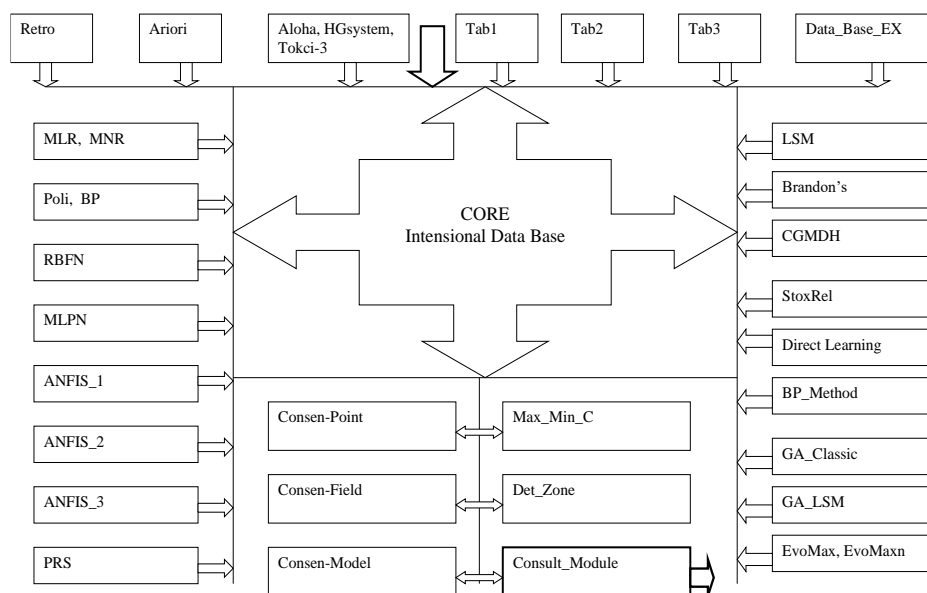 Retro
Ariori
Aloha, HGsystem,
Tokci-3
Tab1
Tab2
Tab3
Data_Base_EX
MLR, MNR
Poli, BP
RBFN
MLPN
ANFIS_1
ANFIS_2
ANFIS_3
PRS
CORE
Intensional Data Base
LSM
Brandon’s
CGMDH
StoxRel
Direct Learning
BP_Method
GA_Classic
GA_LSM
EvoMax, EvoMaxn
Consen-Point
Max_Min_C
Consen-Field
Det_Zone
Consen-Model
Consult_Module